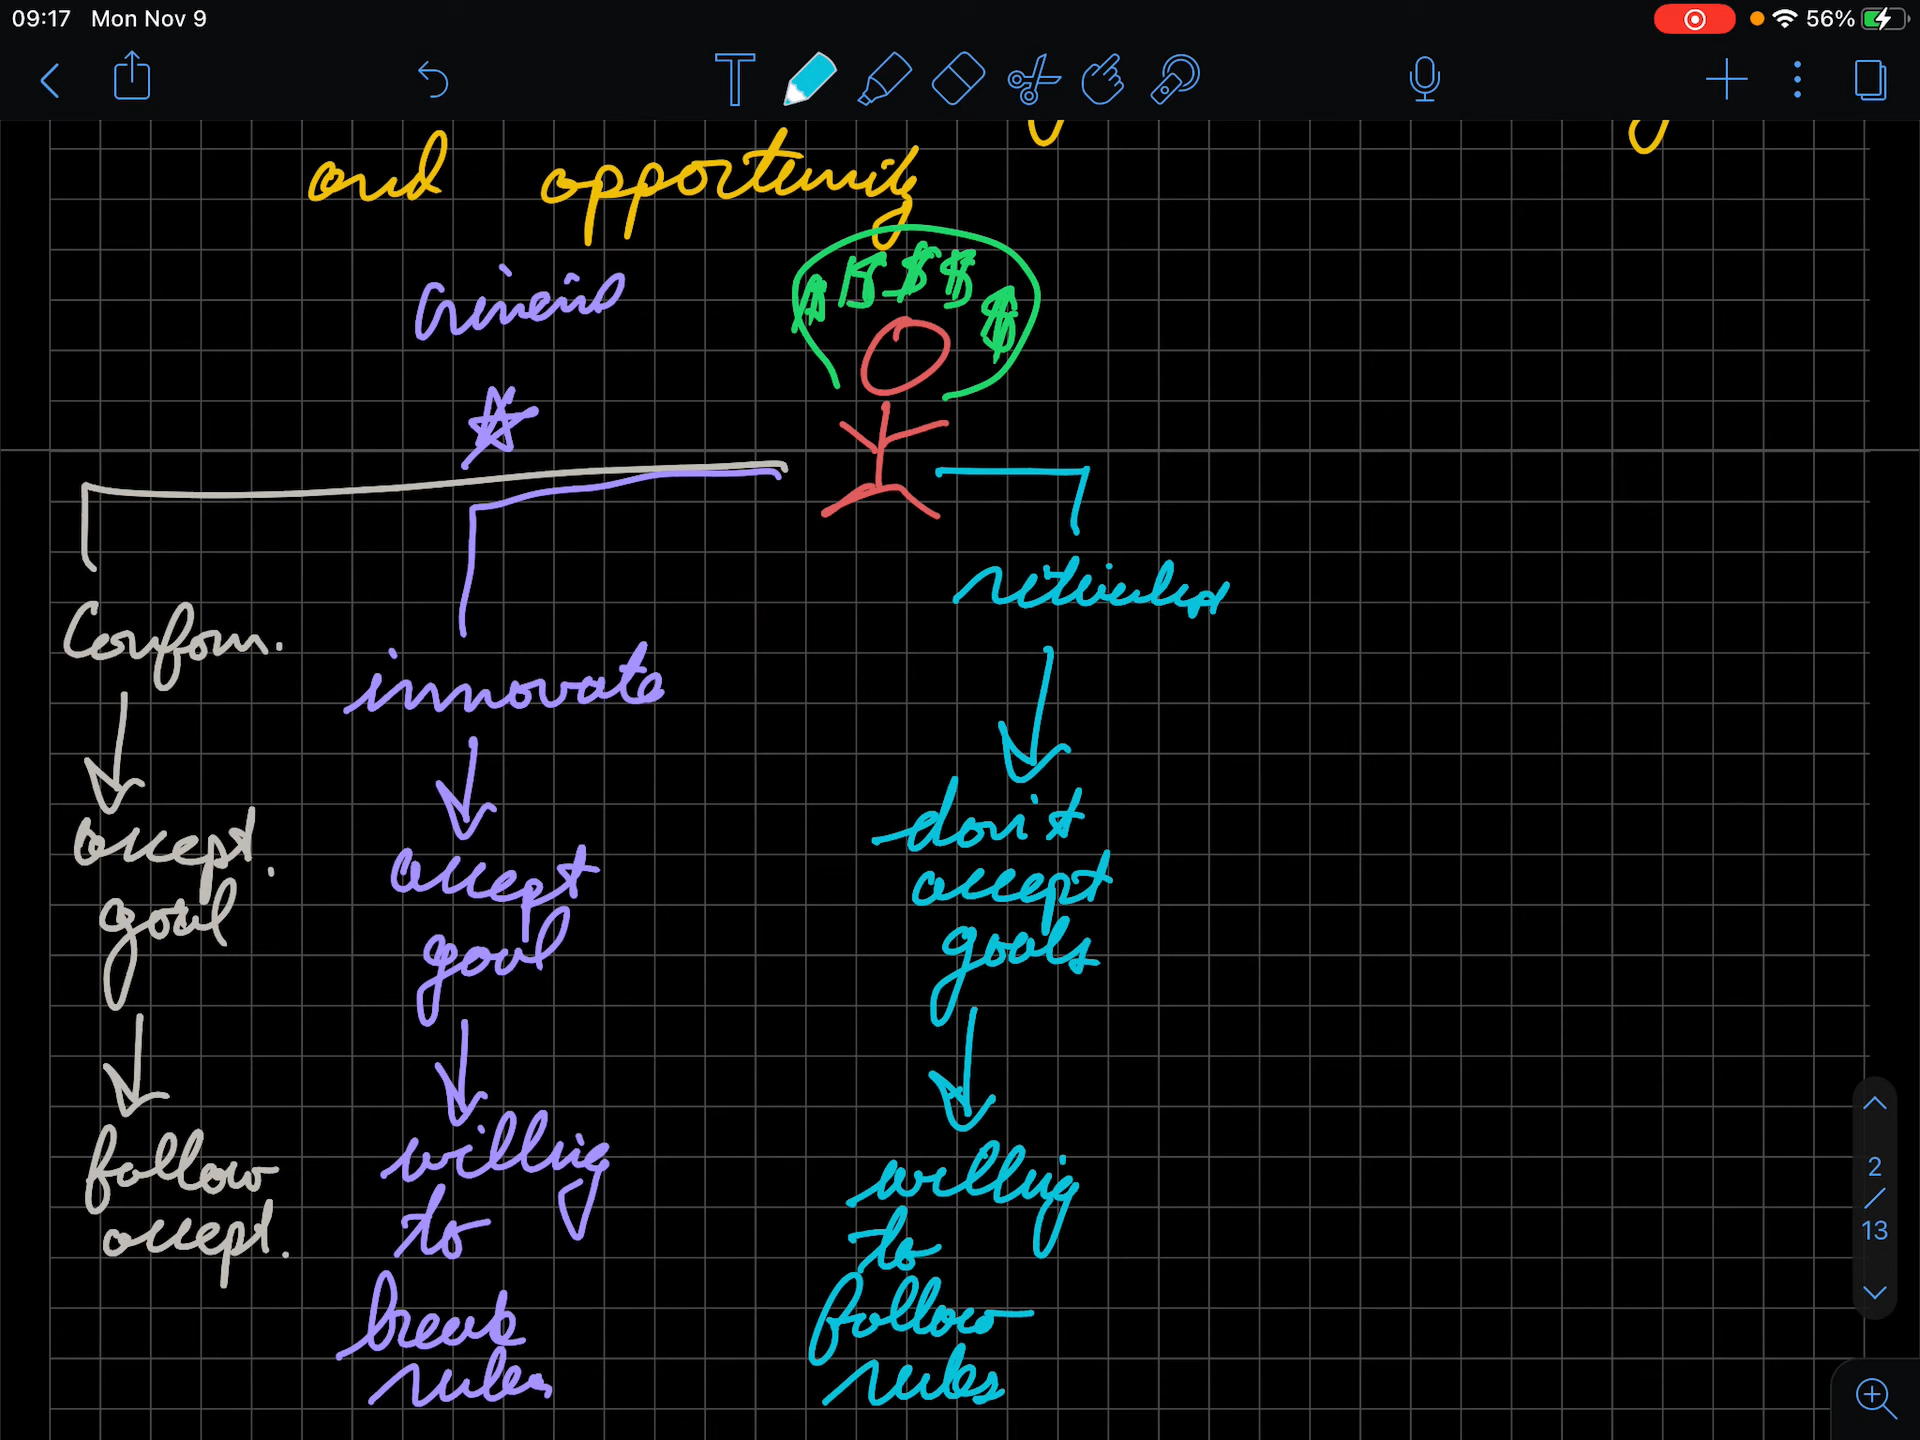 09:17 Mon Nov 9 56%
and opportunity
Criminal
$ $ $ $ $
Conform.
innovate
ritualist
accept.
goal
accept
goal
don't
accept
goals
follow
accept.
willing
to
break
rules
willing
to
follow
rules
2
/
13